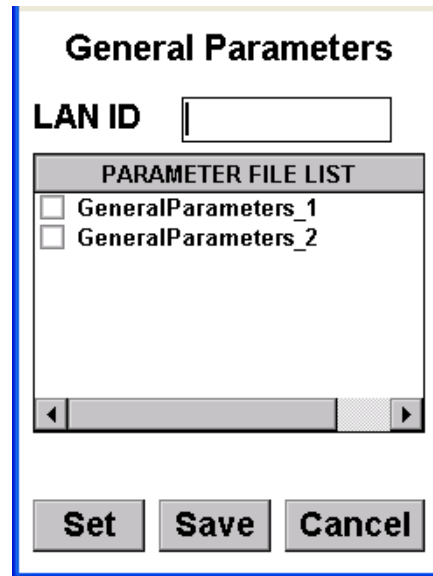 General Parameters
LAN ID
PARAMETER FILE LIST
GeneralParameters_1
GeneralParameters_2
Set Save Cancel